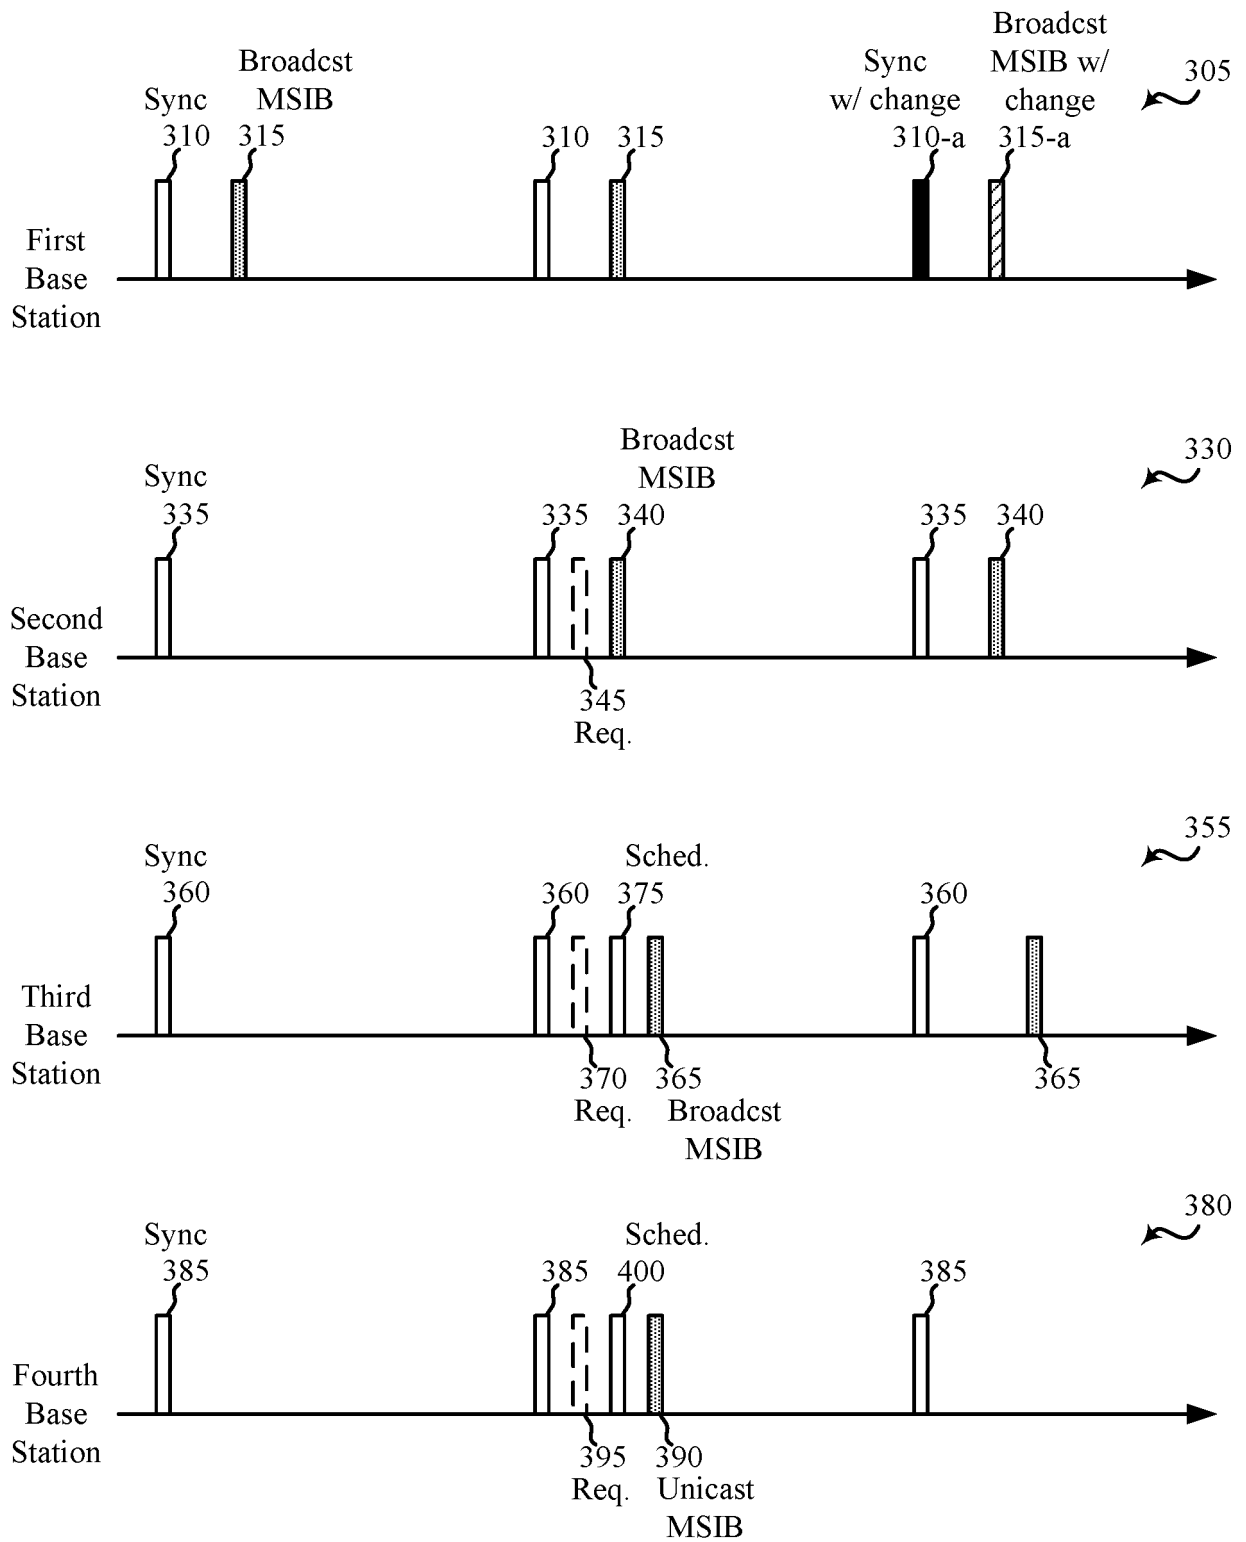 Broadcst
MSIB
Sync
310
315
310
315
Sync
w/ change
310-a
Broadcst
MSIB w/
change
315-a
305
First
Base
Station
Sync
335
335
Broadcst
MSIB
340
335
340
330
Second
Base
Station
345
Req.
Sync
360
360
Sched.
375
360
355
Third
Base
Station
370
Req.
365
Broadcst
MSIB
365
Sync
385
385
Sched.
400
385
380
Fourth
Base
Station
395
Req.
390
Unicast
MSIB